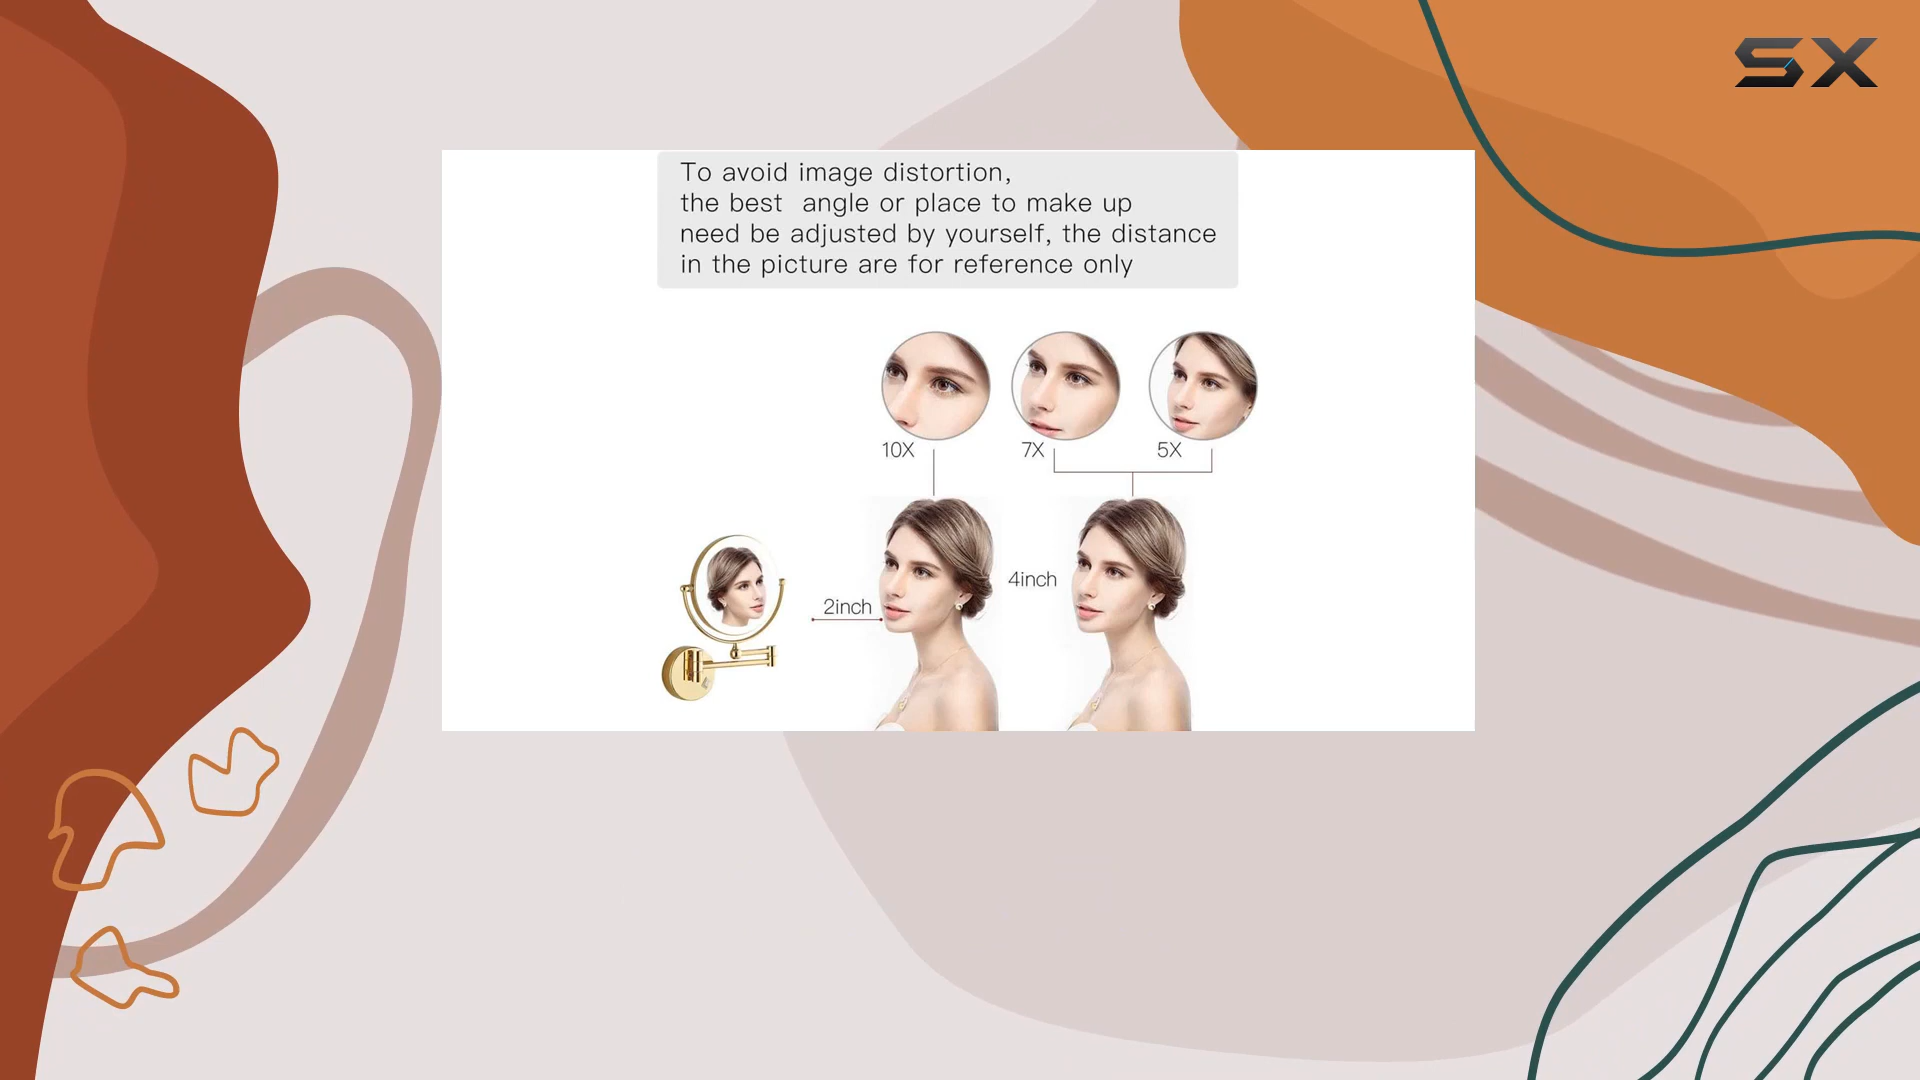 SX
To avoid image distortion,
the best angle or place to make up
need be adjusted by yourself, the distance
in the picture are for reference only
10X
7X
5X
4inch
2inch